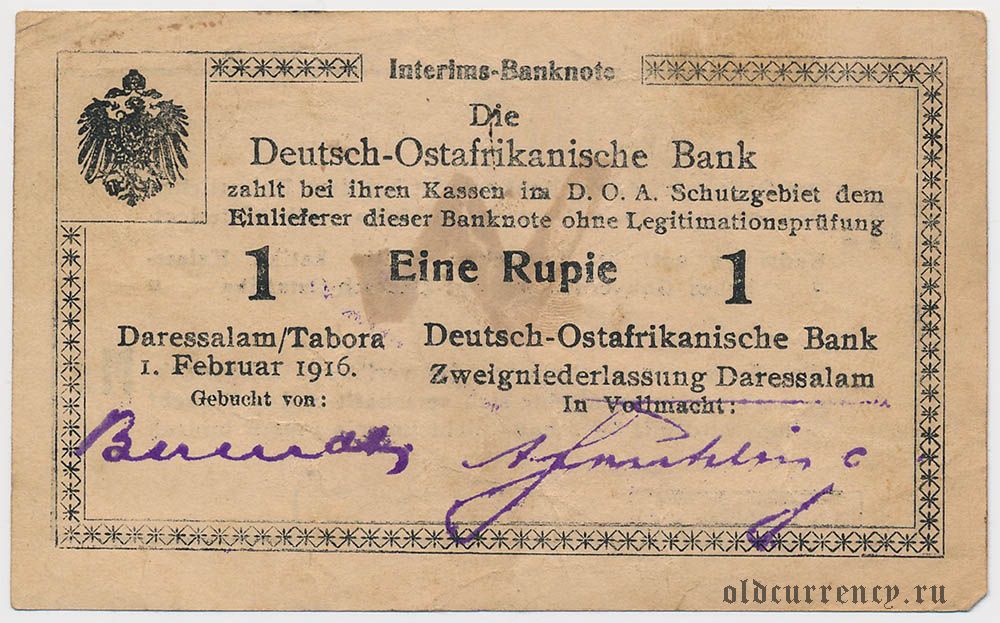 Interims-Banknote
Die
Deutsch-Ostafrikanische Bank
zahlt bei ihren Kassen im D. O. A. Schutzgebiet dem
Einlieferer dieser Banknote ohne Legitimationsprüfung
1 Eine Rupie 1
Daressalam/Tabora
1. Februar 1916.
Gebucht von:
Deutsch-Ostafrikanische Bank
Zweigniederlassung Daressalam
In Vollmacht:
oldcurrency.ru